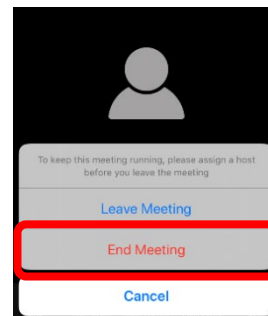 To keep this meeting running, please assign a host
before you leave the meeting
Leave Meeting
End Meeting
Cancel